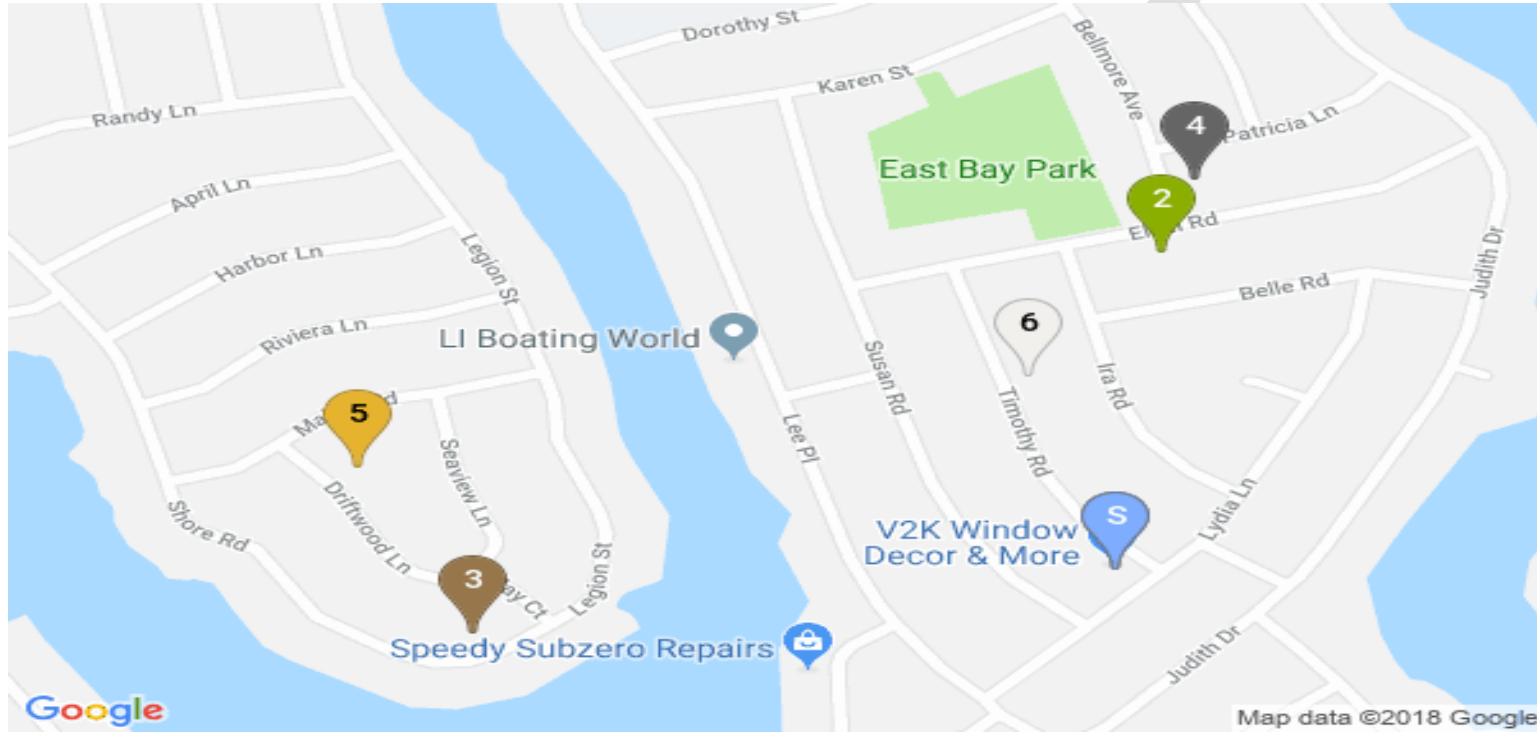 Dorothy St
Bellmore Ave
Karen St
Randy Ln
4
Patricia Ln
East Bay Park
April Ln
2
Rd
Legion St
Harbor Ln
Judith Dr
Belle Rd
Riviera Ln
LI Boating World
6
Susan Rd
Ira Rd
5
Timothy Rd
Lee Pl
Seaview Ln
Driftwood Ln
Shore Rd
Lydia Ln
S
V2K Window
Decor & More
3
Legion St
Ct
Speedy Subzero Repairs
Judith Dr
Google
Map data ©2018 Google